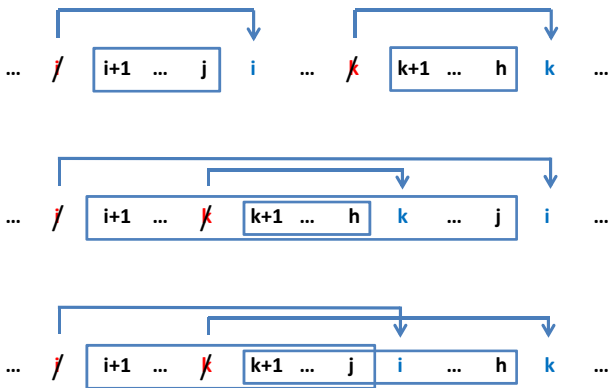 ... i i+1 ... j i ... k k+1 ... h k ...
... i i+1 ... k k+1 ... h k ... j i ...
... i i+1 ... k k+1 ... j i ... h k ...